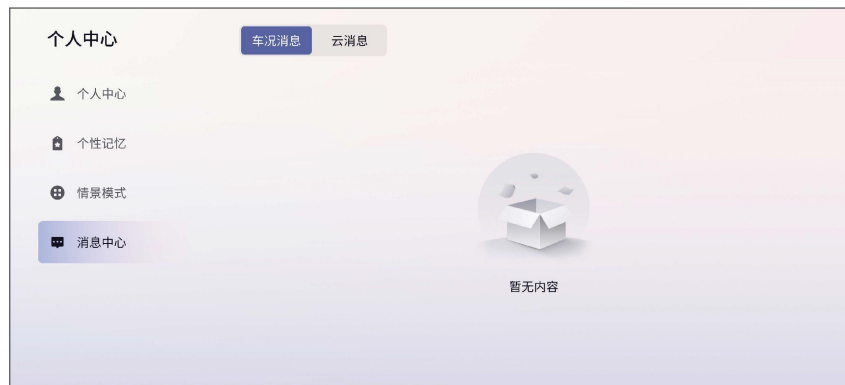 个人中心
车况消息 云消息
个人中心
个性记忆
情景模式
消息中心
暂无内容